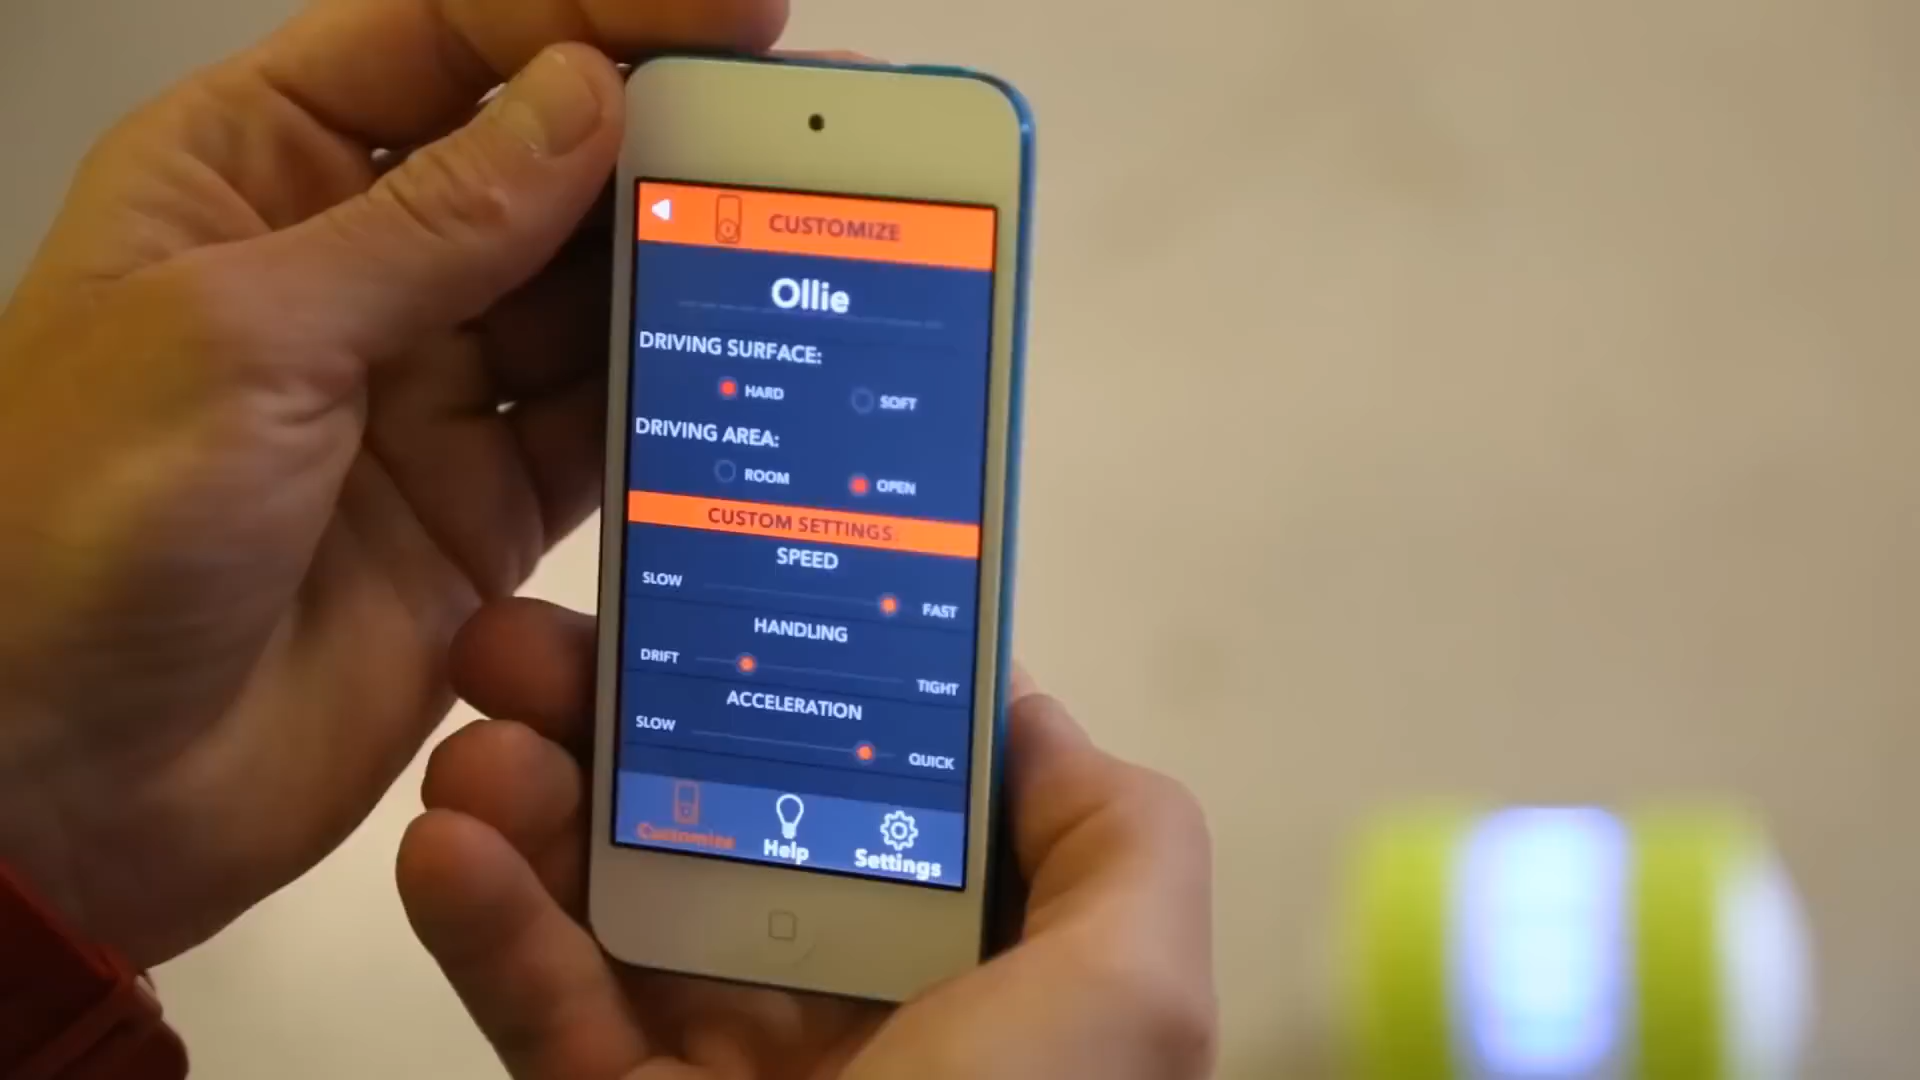 CUSTOMIZE
Ollie
DRIVING SURFACE:
HARD SOFT
DRIVING AREA:
ROOM OPEN
CUSTOM SETTINGS:
SPEED
SLOW FAST
HANDLING
DRIFT TIGHT
ACCELERATION
SLOW QUICK
Customize Help Settings